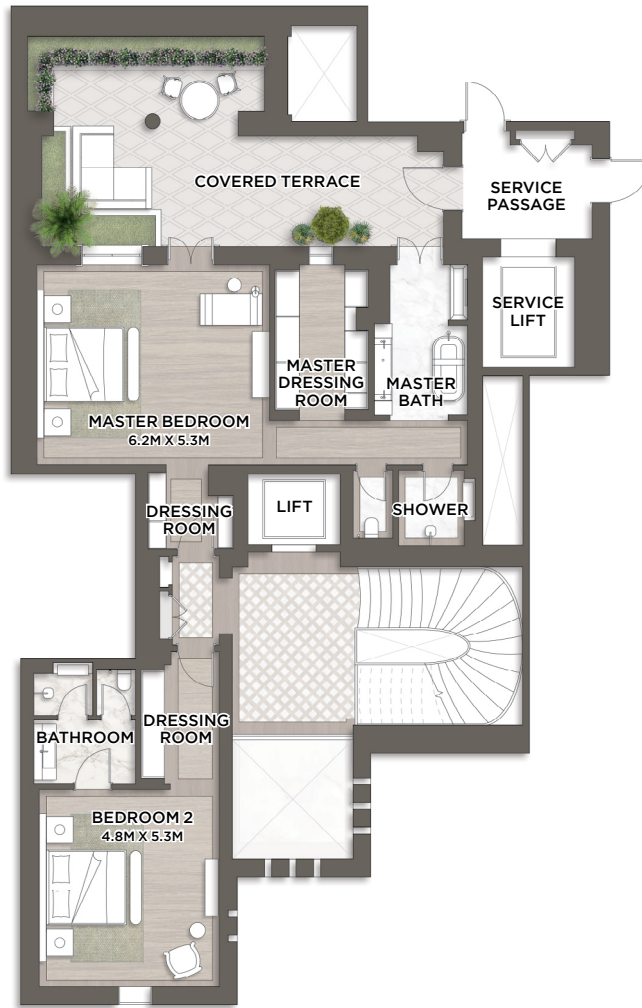 COVERED TERRACE
SERVICE
PASSAGE
SERVICE
LIFT
MASTER
DRESSING
ROOM
MASTER
BATH
MASTER BEDROOM
6.2M X 5.3M
DRESSING
ROOM
LIFT
SHOWER
DRESSING
ROOM
BATHROOM
BEDROOM 2
4.8M X 5.3M